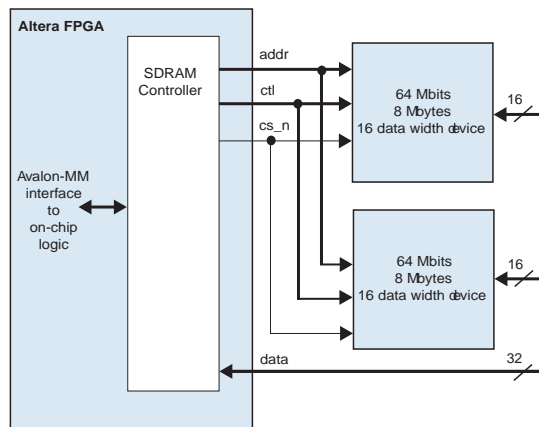 Altera FPGA
SDRAM
Controller
addr
ctl
cs_n
64 Mbits
8 Mbytes
16 data width device
16
Avalon-MM
interface
to
on-chip
logic
64 Mbits
8 Mbytes
16 data width device
16
data
32